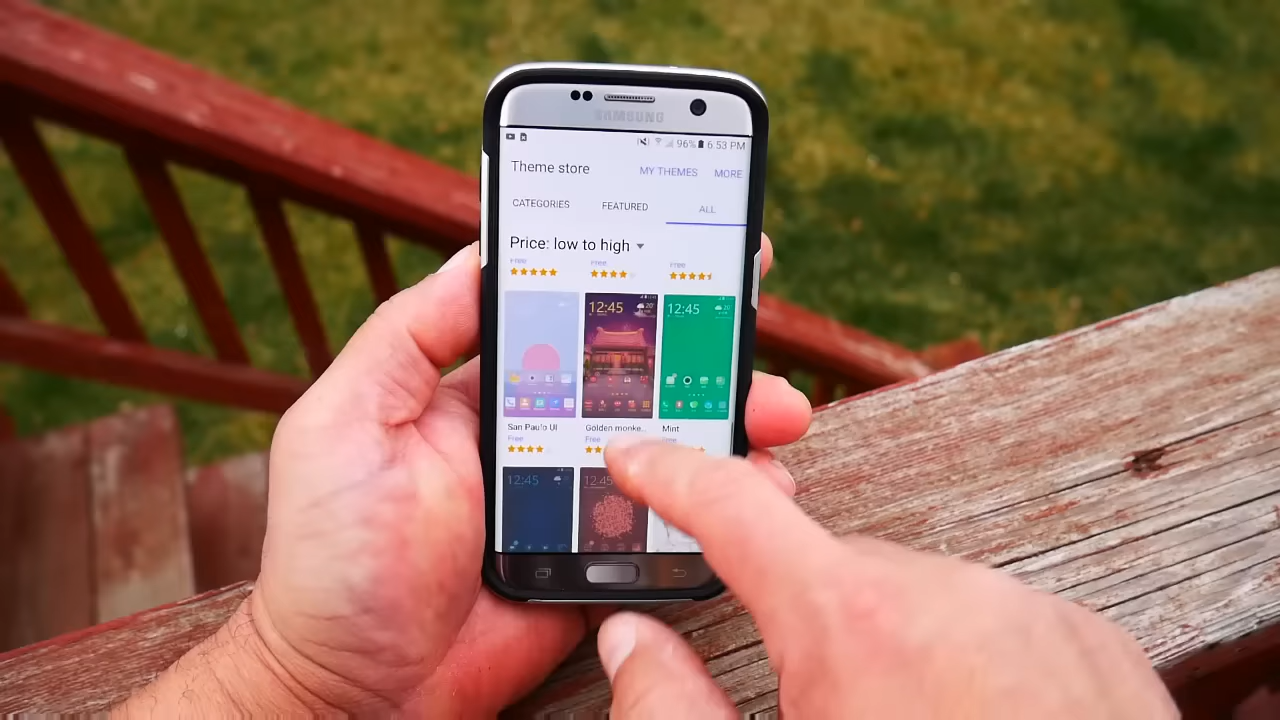 SAMSUNG
96% 6:53 PM
Theme store MY THEMES MORE
CATEGORIES FEATURED ALL
Price: low to high
Free Free Free
12:45 20° 12:45
San Paulo UI Golden monke... Mint
Free Free
12:45 12:45